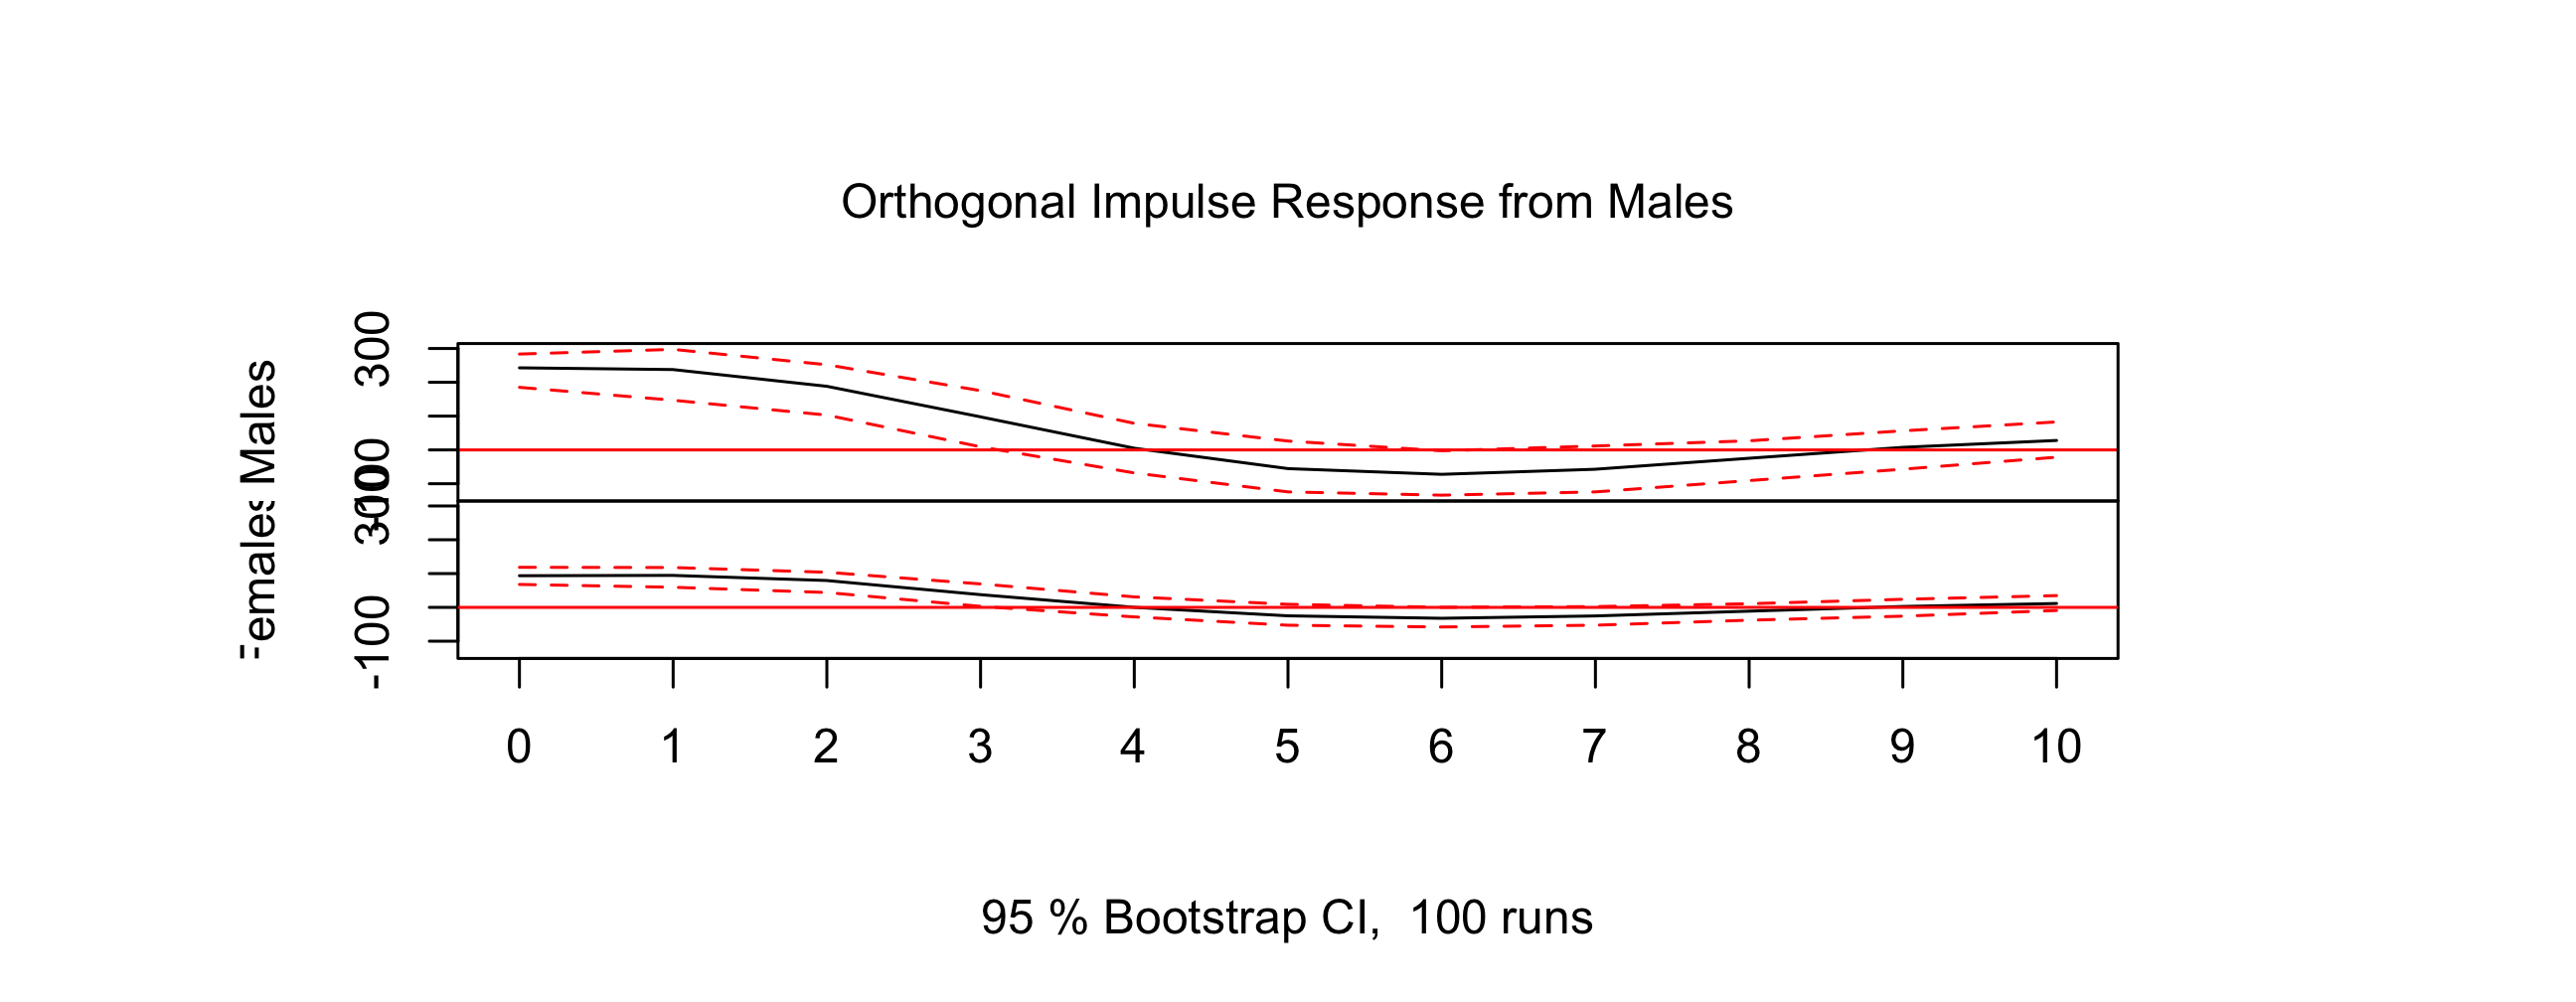 Orthogonal Impulse Response from Males
Males
300
-100
Females
300
-100
0 1 2 3 4 5 6 7 8 9 10
95 % Bootstrap CI, 100 runs